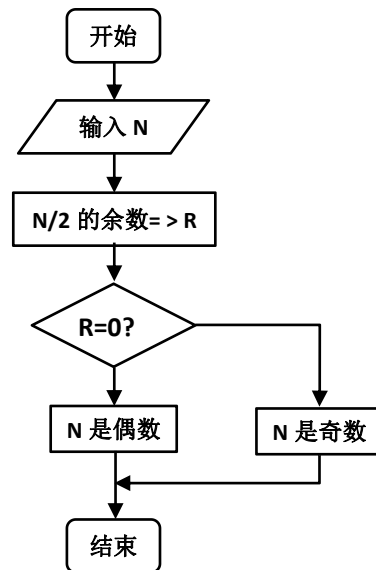 开始
输入 N
N/2 的余数= > R
R=0?
N 是偶数
N 是奇数
结束